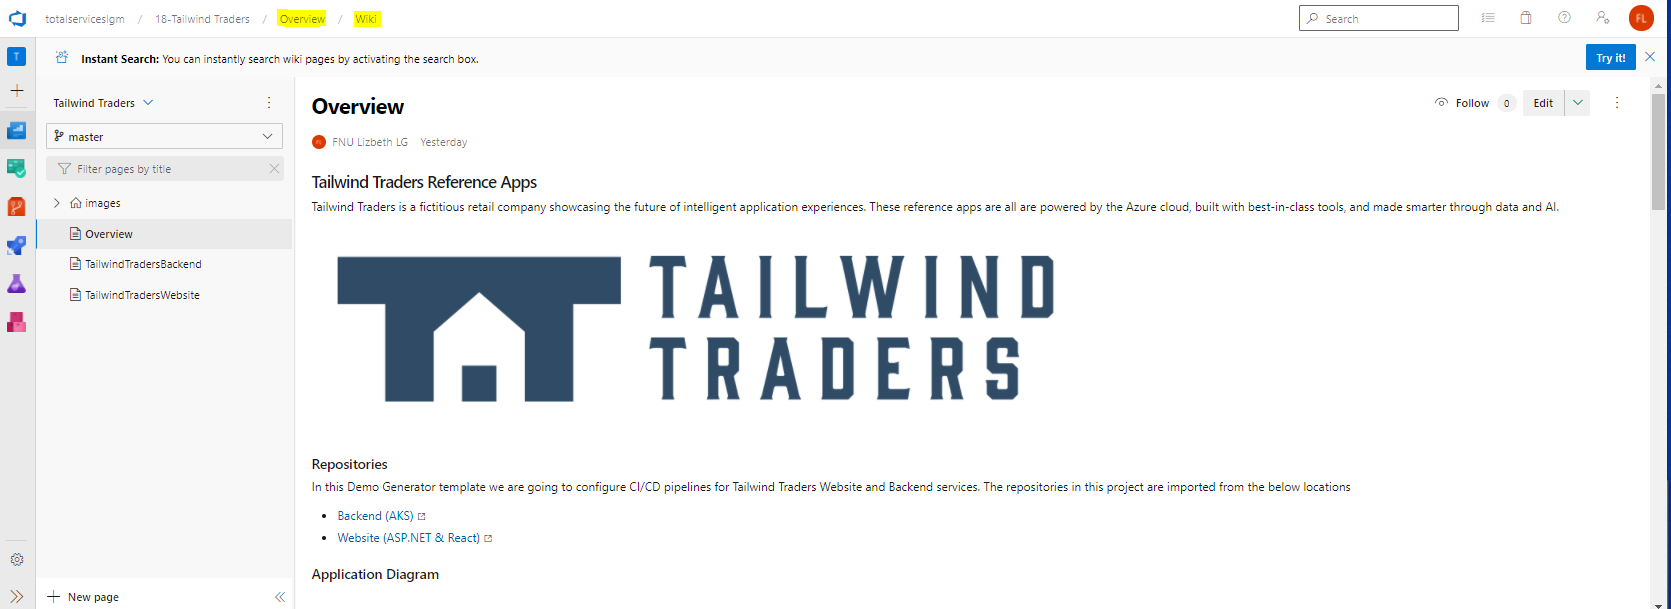 totalserviceslgm / 18-Tailwind Traders / Overview / Wiki
Search
FL
T
Instant Search: You can instantly search wiki pages by activating the search box.
Try it!
Tailwind Traders
master
Filter pages by title
images
Overview
TailwindTradersBackend
TailwindTradersWebsite
New page
Overview
Follow 0 Edit
FNU Lizbeth LG Yesterday
Tailwind Traders Reference Apps
Tailwind Traders is a fictitious retail company showcasing the future of intelligent application experiences. These reference apps are all are powered by the Azure cloud, built with best-in-class tools, and made smarter through data and AI.
TAILWIND
TRADERS
Repositories
In this Demo Generator template we are going to configure CI/CD pipelines for Tailwind Traders Website and Backend services. The repositories in this project are imported from the below locations
• Backend (AKS)
• Website (ASP.NET & React)
Application Diagram